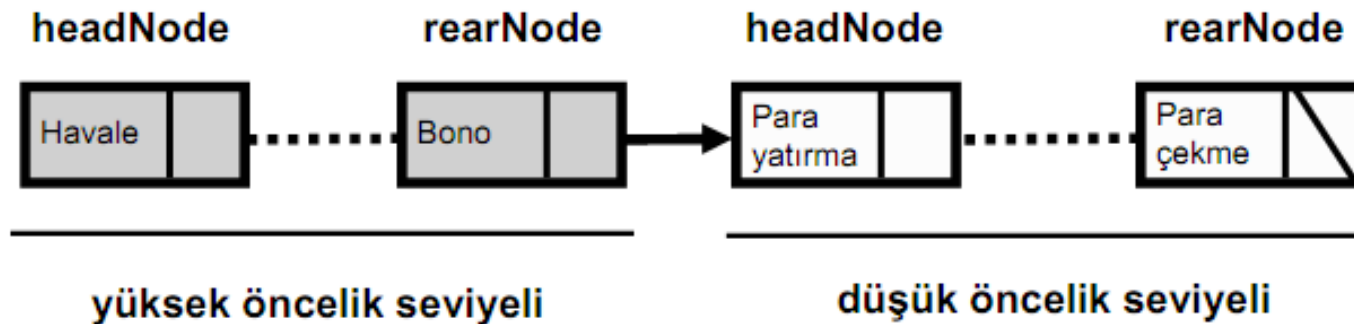 headNode rearNode headNode rearNode
Havale Bono Para yatırma Para çekme
yüksek öncelik seviyeli düşük öncelik seviyeli